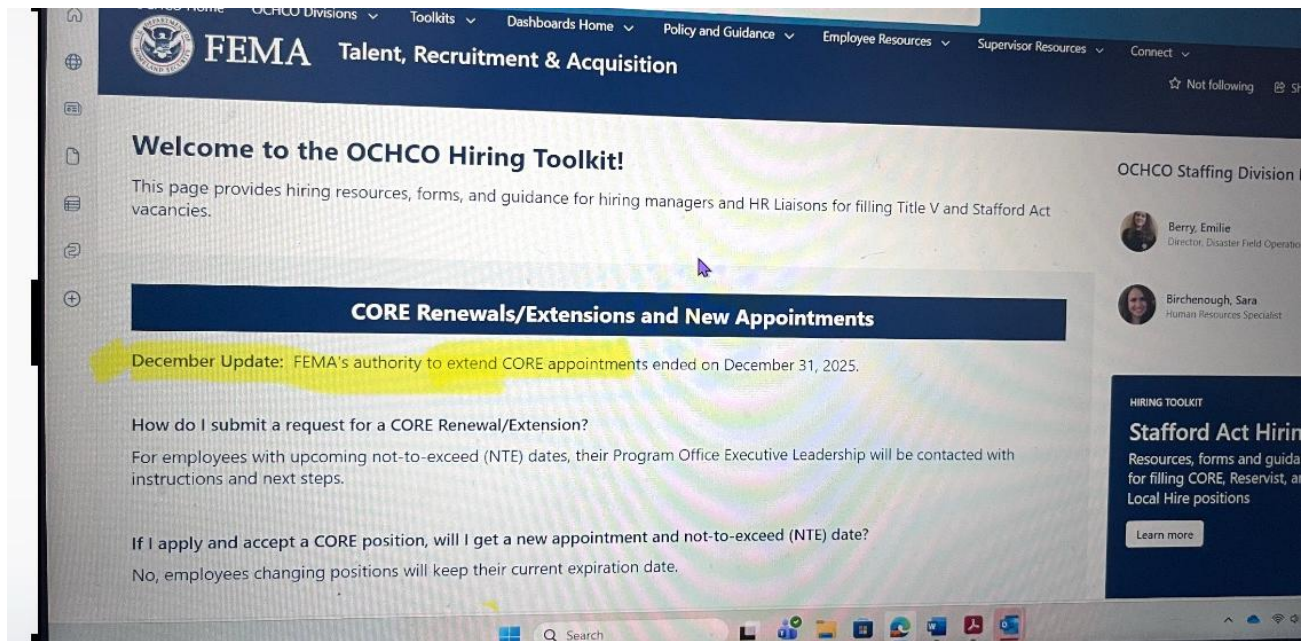 OCHCO Divisions
Toolkits
Dashboards Home
Policy and Guidance
Employee Resources
Supervisor Resources
Connect
FEMA
Talent, Recruitment & Acquisition
Not following
Welcome to the OCHCO Hiring Toolkit!
This page provides hiring resources, forms, and guidance for hiring managers and HR Liaisons for filling Title V and Stafford Act
vacancies.
OCHCO Staffing Division
Berry, Emilie
Director, Disaster Field
Birchenough, Sara
Human Resources Specialist
CORE Renewals/Extensions and New Appointments
December Update: FEMA's authority to extend CORE appointments ended on December 31, 2025.
How do I submit a request for a CORE Renewal/Extension?
For employees with upcoming not-to-exceed (NTE) dates, their Program Office Executive Leadership will be contacted with
instructions and next steps.
If I apply and accept a CORE position, will I get a new appointment and not-to-exceed (NTE) date?
No, employees changing positions will keep their current expiration date.
HIRING TOOLKIT
Stafford Act Hirin
Resources, forms and guida
for filling CORE, Reservist, a
Local Hire positions
Learn more
Search